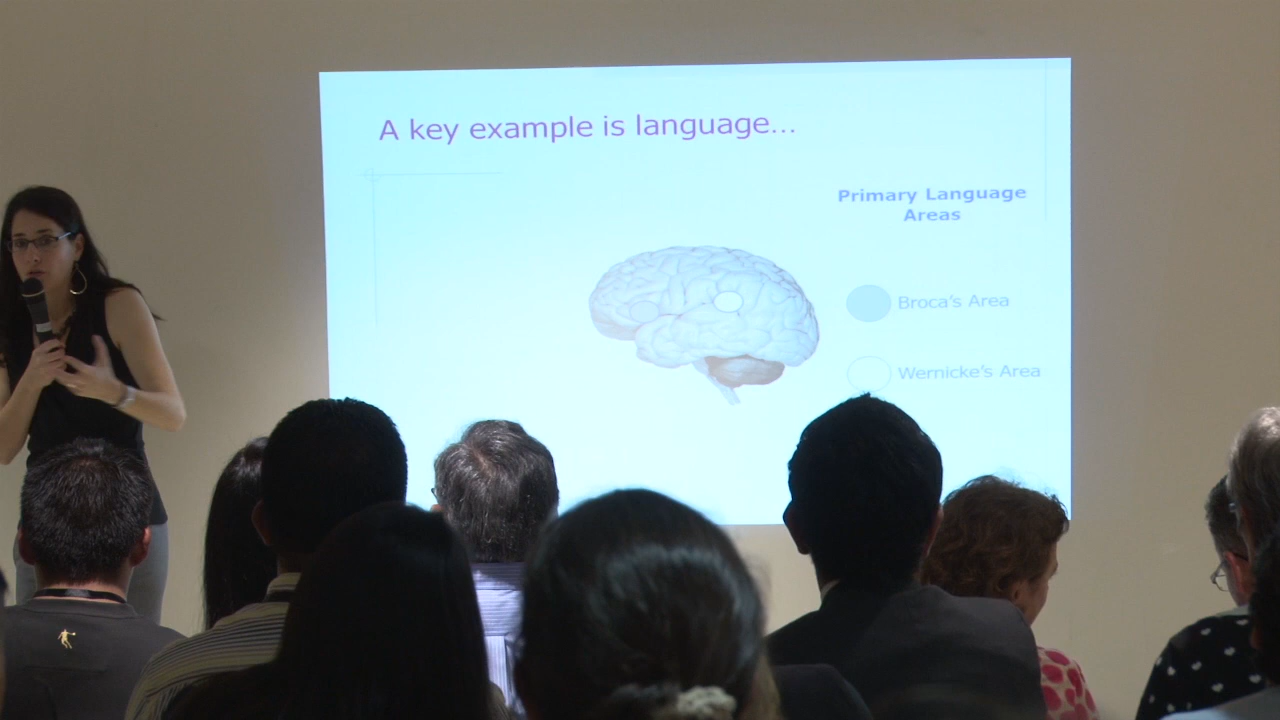 A key example is language...
Primary Language
Areas
Broca's Area
Wernicke's Area